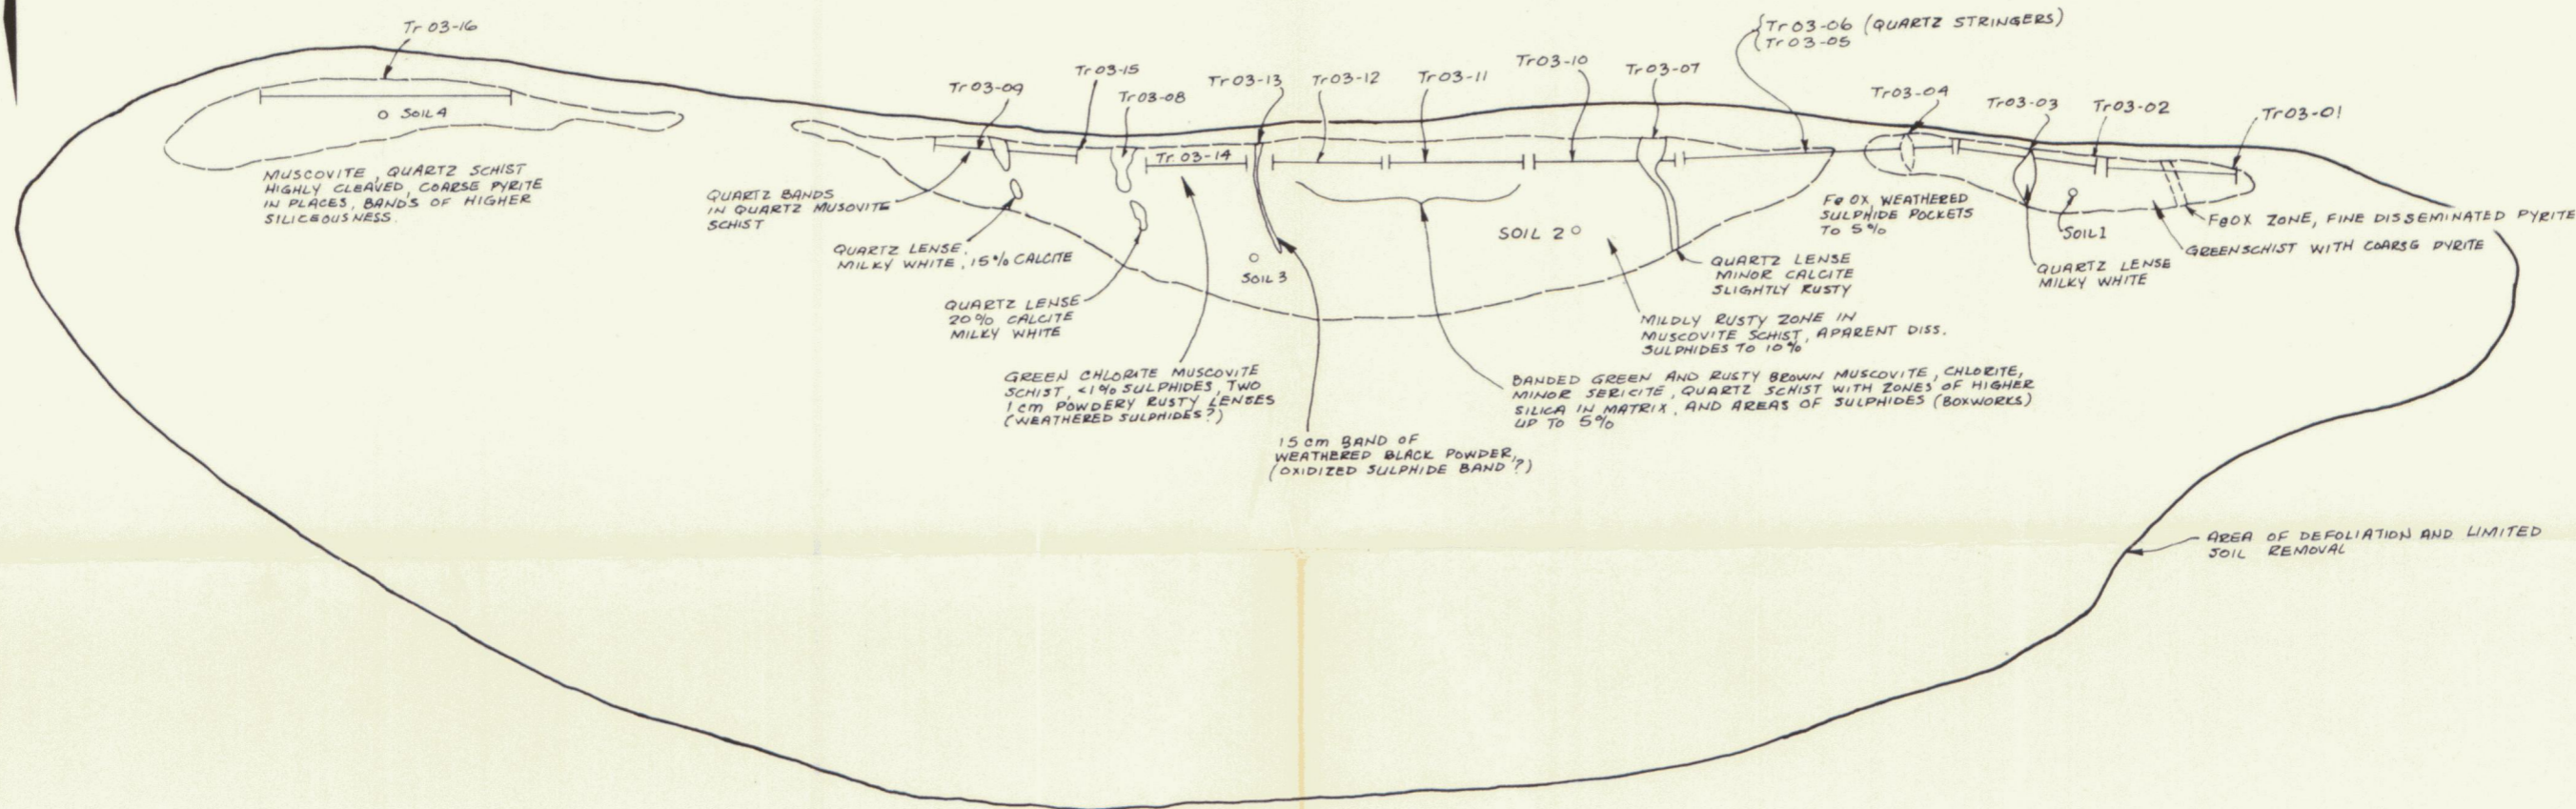 Tr 03-16
SOIL 4
MUSCOVITE, QUARTZ SCHIST
HIGHLY CLEAVED, COARSE PYRITE
IN PLACES, BANDS OF HIGHER
SILICEOUSNESS.
Tr 03-09
Tr 03-15
Tr 03-08
Tr 03-14
Tr 03-13
Tr 03-12
Tr 03-11
Tr 03-10
Tr 03-07
Tr 03-06 (QUARTZ STRINGERS)
Tr 03-05
Tr 03-04
Tr 03-03
Tr 03-02
Tr 03-01
QUARTZ BANDS
IN QUARTZ MUSOVITE
SCHIST
QUARTZ LENSE,
MILKY WHITE, 15% CALCITE
QUARTZ LENSE
20% CALCITE
MILKY WHITE
GREEN CHLORATE MUSCOVITE
SCHIST, <1% SULPHIDES, TWO
1 cm POWDERY RUSTY LENSES
(WEATHERED SULPHIDES?)
SOIL 3
15 cm BAND OF
WEATHERED BLACK POWDER,
(OXIDIZED SULPHIDE BAND?)
SOIL 2
BANDED GREEN AND RUSTY BROWN MUSCOVITE, CHLORITE,
MINOR SERICITE, QUARTZ SCHIST WITH ZONES OF HIGHER
SILICA IN MATRIX, AND AREAS OF SULPHIDES (BOXWORKS)
UP TO 5%
MILDLY RUSTY ZONE IN
MUSCOVITE SCHIST, APARENT DISS.
SULPHIDES TO 10%
QUARTZ LENSE
MINOR CALCITE
SLIGHTLY RUSTY
Fe OX, WEATHERED
SULPHIDE POCKETS
TO 5%
SOIL 1
QUARTZ LENSE
MILKY WHITE
FeOX ZONE, FINE DISSEMINATED PYRITE
GREENSCHIST WITH COARSE PYRITE
AREA OF DEFOLIATION AND LIMITED
SOIL REMOVAL